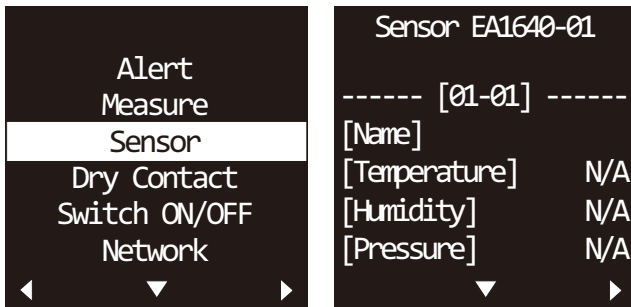 Alert
Measure
Sensor
Dry Contact
Switch ON/OFF
Network
Sensor EA1640-01
------ [01-01] ------
[Name]
[Temperature] N/A
[Humidity] N/A
[Pressure] N/A